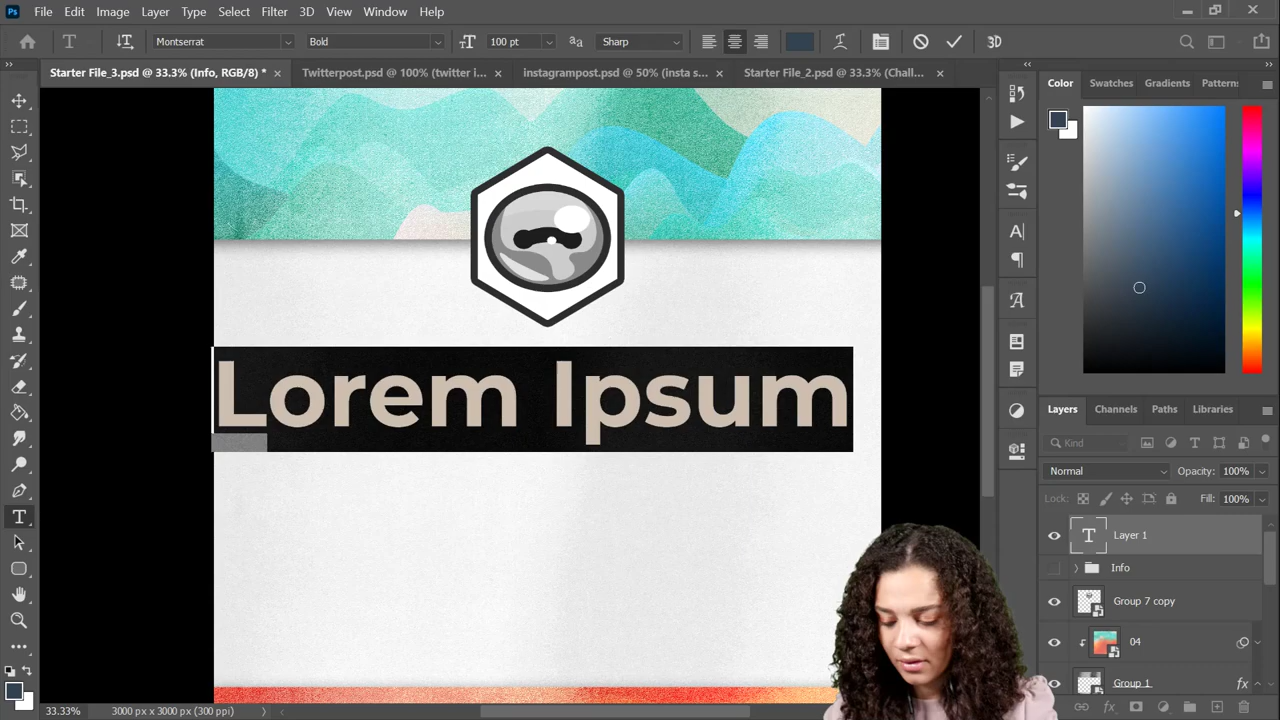 Ps File Edit Image Layer Type Select Filter 3D View Window Help
T Montserrat Bold 100 pt Sharp 3D
Starter File_3.psd @ 33.3% (Info, RGB/8) * Twitterpost.psd @ 100% (twitter i... instagrampost.psd @ 50% (insta s... Starter File_2.psd @ 33.3% (Chall...
Color Swatches Gradients Patterns
Lorem Ipsum
Layers Channels Paths Libraries
Kind
Normal Opacity: 100%
Lock: Fill: 100%
T Layer 1
Info
Group 7 copy
04
Group 1 fx
33.33% 3000 px x 3000 px (300 ppi)